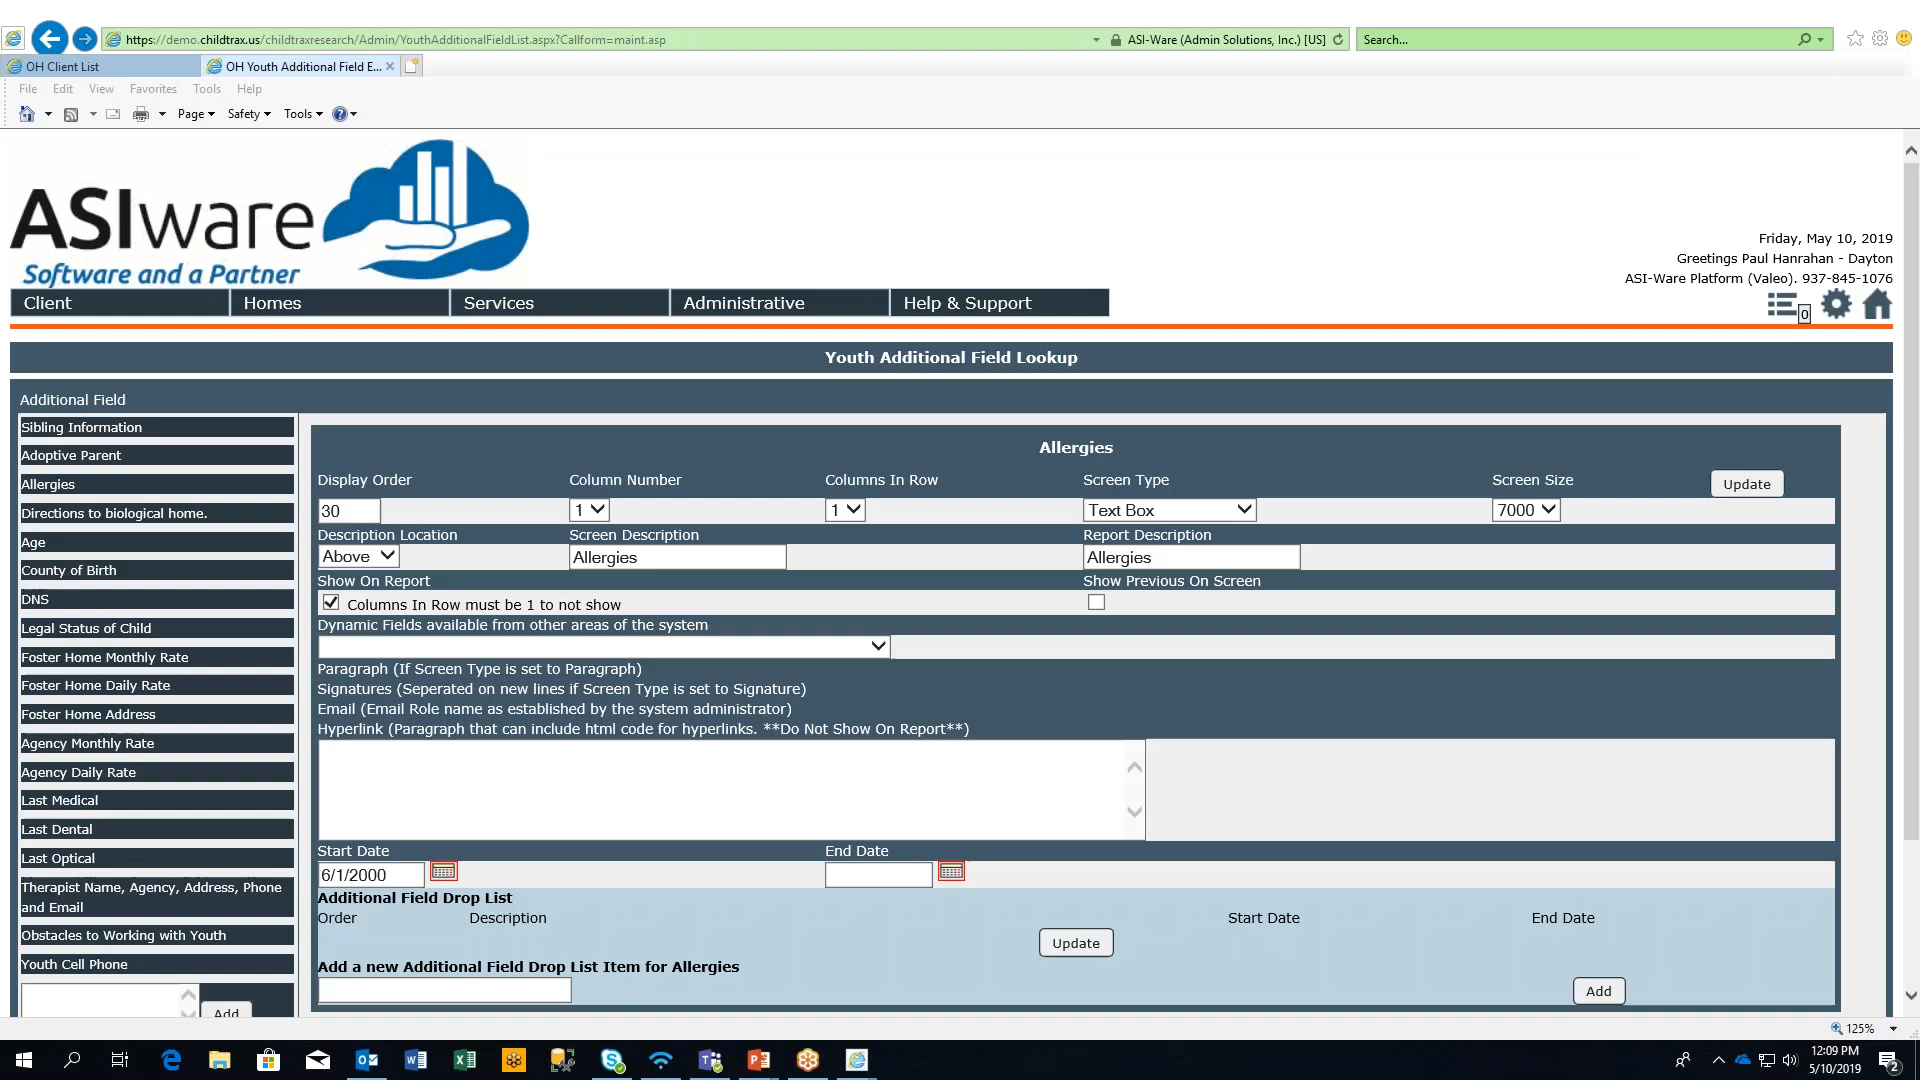 https://demo.childtrax.us/childtraxresearch/Admin/YouthAdditionalFieldList.aspx?Callform=maint.asp
ASI-Ware (Admin Solutions, Inc.) [US]
Search...
OH Client List
OH Youth Additional Field E...
File Edit View Favorites Tools Help
Page Safety Tools
ASIware
Software and a Partner
Friday, May 10, 2019
Greetings Paul Hanrahan - Dayton
ASI-Ware Platform (Valeo). 937-845-1076
Client Homes Services Administrative Help & Support
0
Youth Additional Field Lookup
Additional Field
Sibling Information
Adoptive Parent
Allergies
Directions to biological home.
Age
County of Birth
DNS
Legal Status of Child
Foster Home Monthly Rate
Foster Home Daily Rate
Foster Home Address
Agency Monthly Rate
Agency Daily Rate
Last Medical
Last Dental
Last Optical
Therapist Name, Agency, Address, Phone
and Email
Obstacles to Working with Youth
Youth Cell Phone
Add
Allergies
Display Order Column Number Columns In Row Screen Type Screen Size Update
30 1 1 Text Box 7000
Description Location Screen Description Report Description
Above Allergies Allergies
Show On Report Show Previous On Screen
Columns In Row must be 1 to not show
Dynamic Fields available from other areas of the system
Paragraph (If Screen Type is set to Paragraph)
Signatures (Seperated on new lines if Screen Type is set to Signature)
Email (Email Role name as established by the system administrator)
Hyperlink (Paragraph that can include html code for hyperlinks. **Do Not Show On Report**)
Start Date End Date
6/1/2000
Additional Field Drop List
Order Description Start Date End Date
Update
Add a new Additional Field Drop List Item for Allergies
Add
125%
12:09 PM
5/10/2019
2